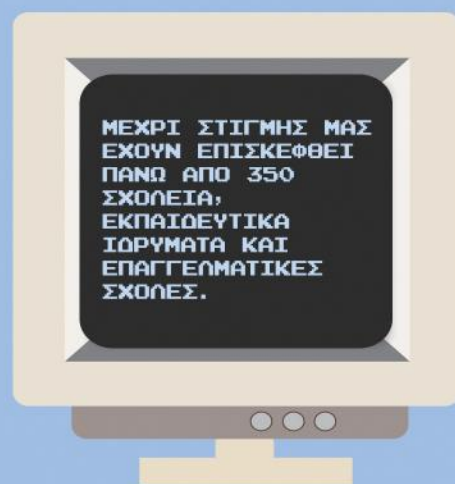 ΜΕΧΡΙ ΣΤΙΓΜΗΣ ΜΑΣ
ΕΧΟΥΝ ΕΠΙΣΚΕΦΘΕΙ
ΠΑΝΩ ΑΠΟ 350
ΣΧΟΛΕΙΑ,
ΕΚΠΑΙΔΕΥΤΙΚΑ
ΙΔΡΥΜΑΤΑ ΚΑΙ
ΕΠΑΓΓΕΛΜΑΤΙΚΕΣ
ΣΧΟΛΕΣ.